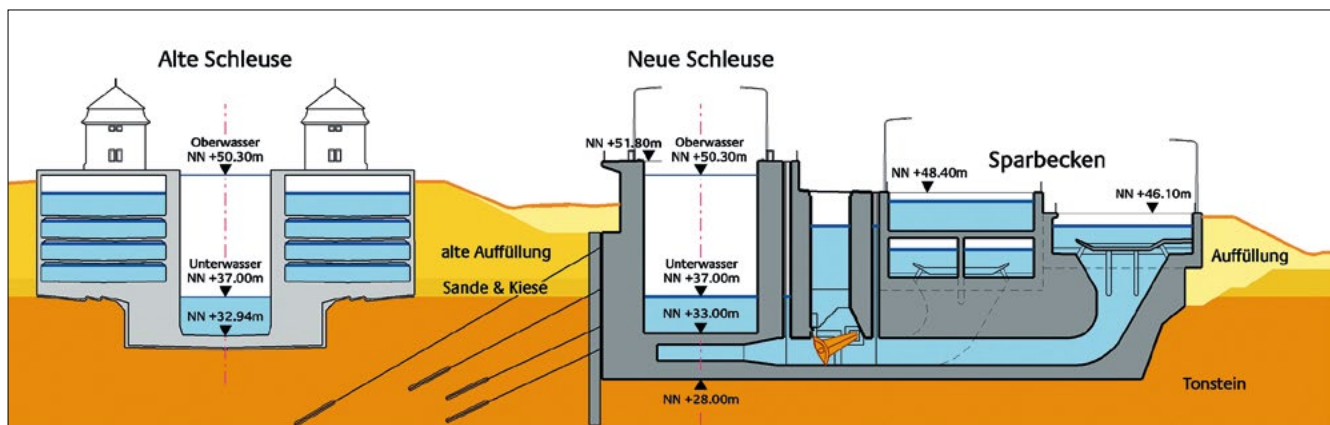 Alte Schleuse
Oberwasser
NN +50.30m
Unterwasser
NN +37.00m
NN +32.94m
alte Auffüllung
Sande & Kiese
Neue Schleuse
NN +51.80m
Oberwasser
NN +50.30m
Unterwasser
NN +37.00m
NN +33.00m
NN +28.00m
Sparbecken
NN +48.40m
NN +46.10m
Auffüllung
Tonstein